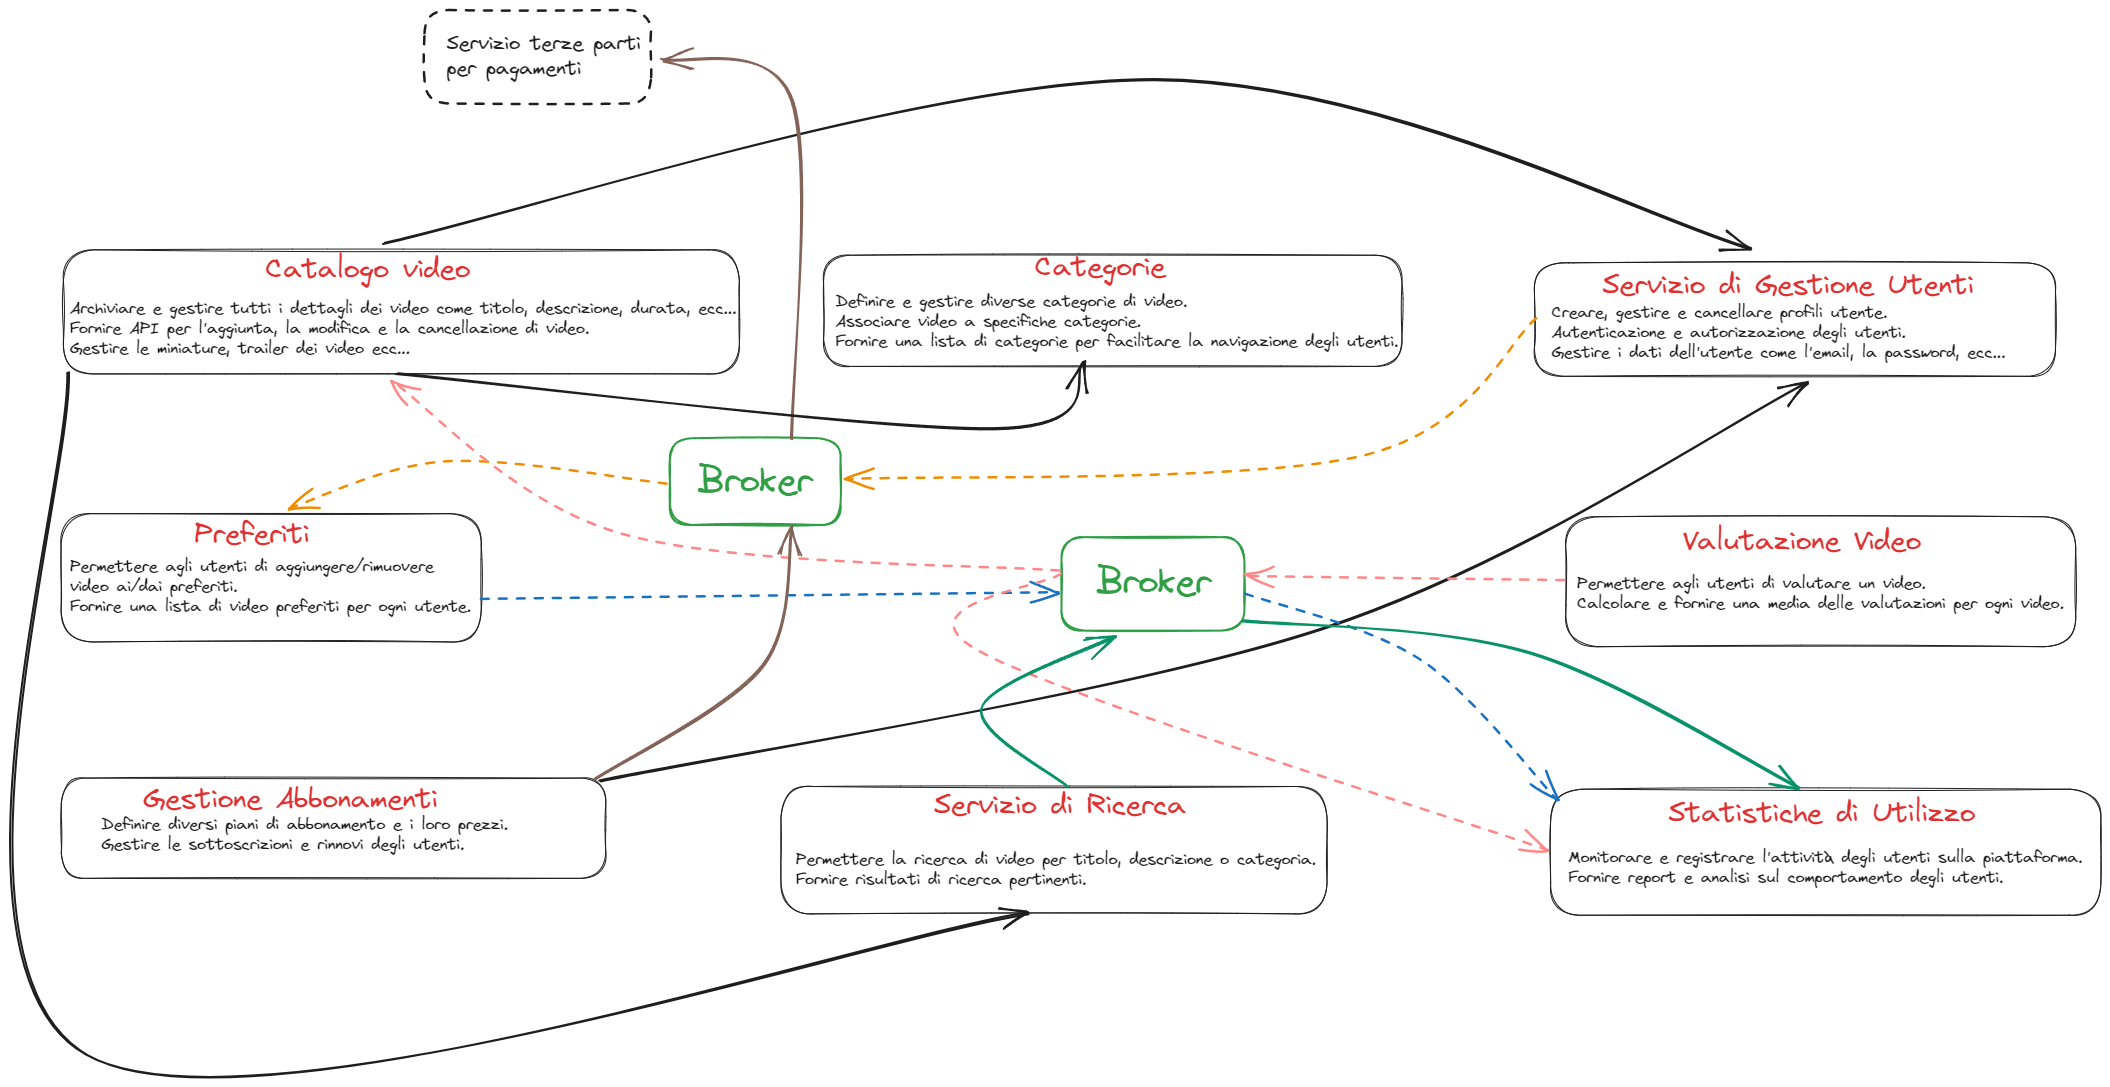 Servizio terze parti
per pagamenti
Catalogo video
Archiviare e gestire tutti i dettagli dei video come titolo, descrizione, durata, ecc...
Fornire API per l'aggiunta, la modifica e la cancellazione di video.
Gestire le miniature, trailer dei video ecc...
Categorie
Definire e gestire diverse categorie di video.
Associare video a specifiche categorie.
Fornire una lista di categorie per facilitare la navigazione degli utenti.
Servizio di Gestione Utenti
Creare, gestire e cancellare profili utente.
Autenticazione e autorizzazione degli utenti.
Gestire i dati dell'utente come l'email, la password, ecc...
Broker
Preferiti
Permettere agli utenti di aggiungere/rimuovere
video ai/dai preferiti.
Fornire una lista di video preferiti per ogni utente.
Broker
Valutazione Video
Permettere agli utenti di valutare un video.
Calcolare e fornire una media delle valutazioni per ogni video.
Gestione Abbonamenti
Definire diversi piani di abbonamento e i loro prezzi.
Gestire le sottoscrizioni e rinnovi degli utenti.
Servizio di Ricerca
Permettere la ricerca di video per titolo, descrizione o categoria.
Fornire risultati di ricerca pertinenti.
Statistiche di Utilizzo
Monitorare e registrare l'attività degli utenti sulla piattaforma.
Fornire report e analisi sul comportamento degli utenti.